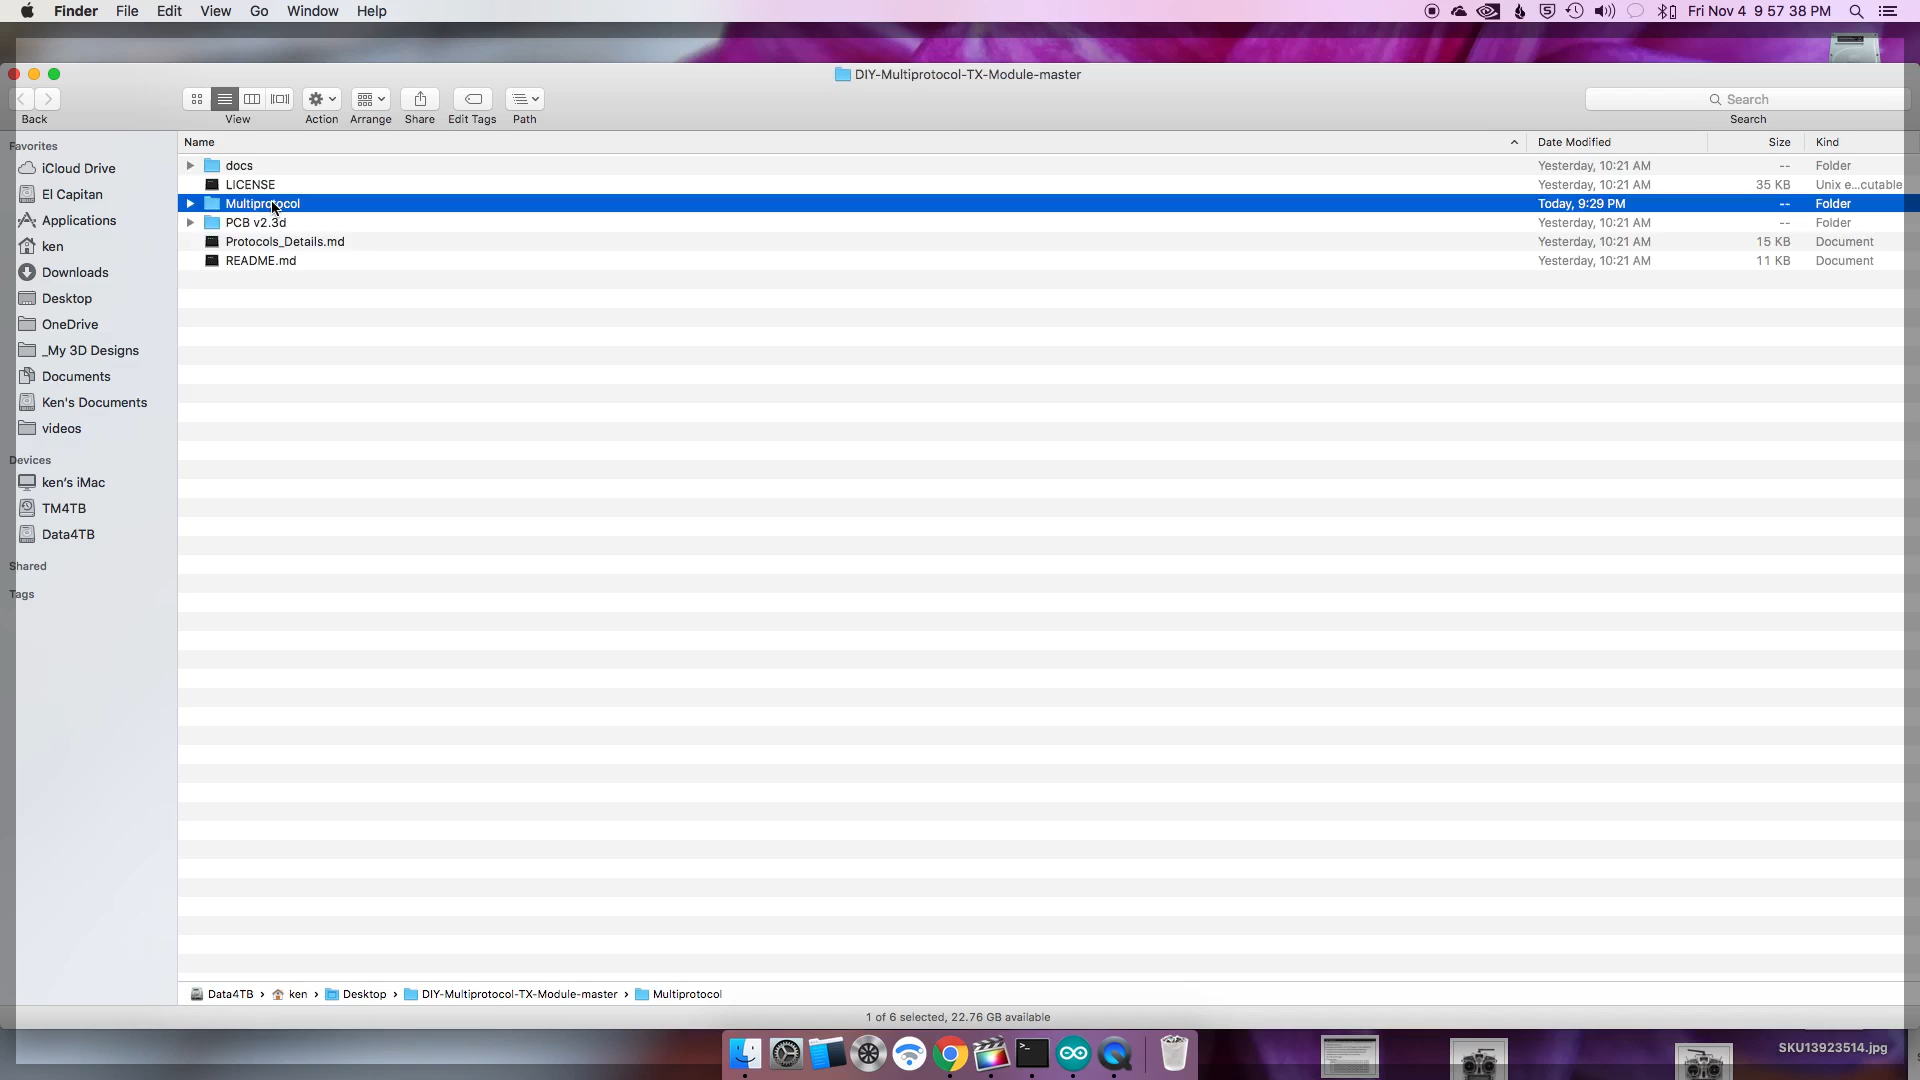 Finder File Edit View Go Window Help Fri Nov 4 9 57 38 PM
DIY-Multiprotocol-TX-Module-master
Back View Action Arrange Share Edit Tags Path Search
Search
Name Date Modified Size Kind
Favorites
iCloud Drive
El Capitan
Applications
ken
Downloads
Desktop
OneDrive
_My 3D Designs
Documents
Ken's Documents
videos
Devices
ken's iMac
TM4TB
Data4TB
Shared
Tags
docs Yesterday, 10:21 AM -- Folder
LICENSE Yesterday, 10:21 AM 35 KB Unix e...cutable
Multiprotocol Today, 9:29 PM -- Folder
PCB v2.3d Yesterday, 10:21 AM -- Folder
Protocols_Details.md Yesterday, 10:21 AM 15 KB Document
README.md Yesterday, 10:21 AM 11 KB Document
Data4TB › ken › Desktop › DIY-Multiprotocol-TX-Module-master › Multiprotocol
1 of 6 selected, 22.76 GB available
SKU13923514.jpg